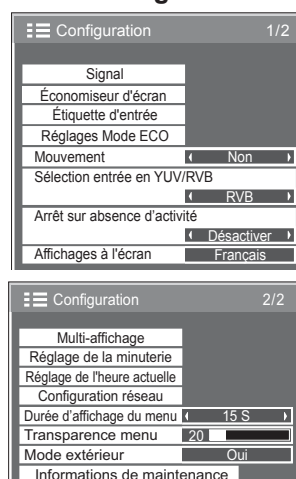 Configuration 1/2
Signal
Économiseur d'écran
Étiquette d'entrée
Réglages Mode ECO
Mouvement Non
Sélection entrée en YUV/RVB
RVB
Arrêt sur absence d'activité
Désactiver
Affichages à l'écran Français
Configuration 2/2
Multi-affichage
Réglage de la minuterie
Réglage de l'heure actuelle
Configuration réseau
Durée d'affichage du menu 15 S
Transparence menu 20
Mode extérieur Oui
Informations de maintenance